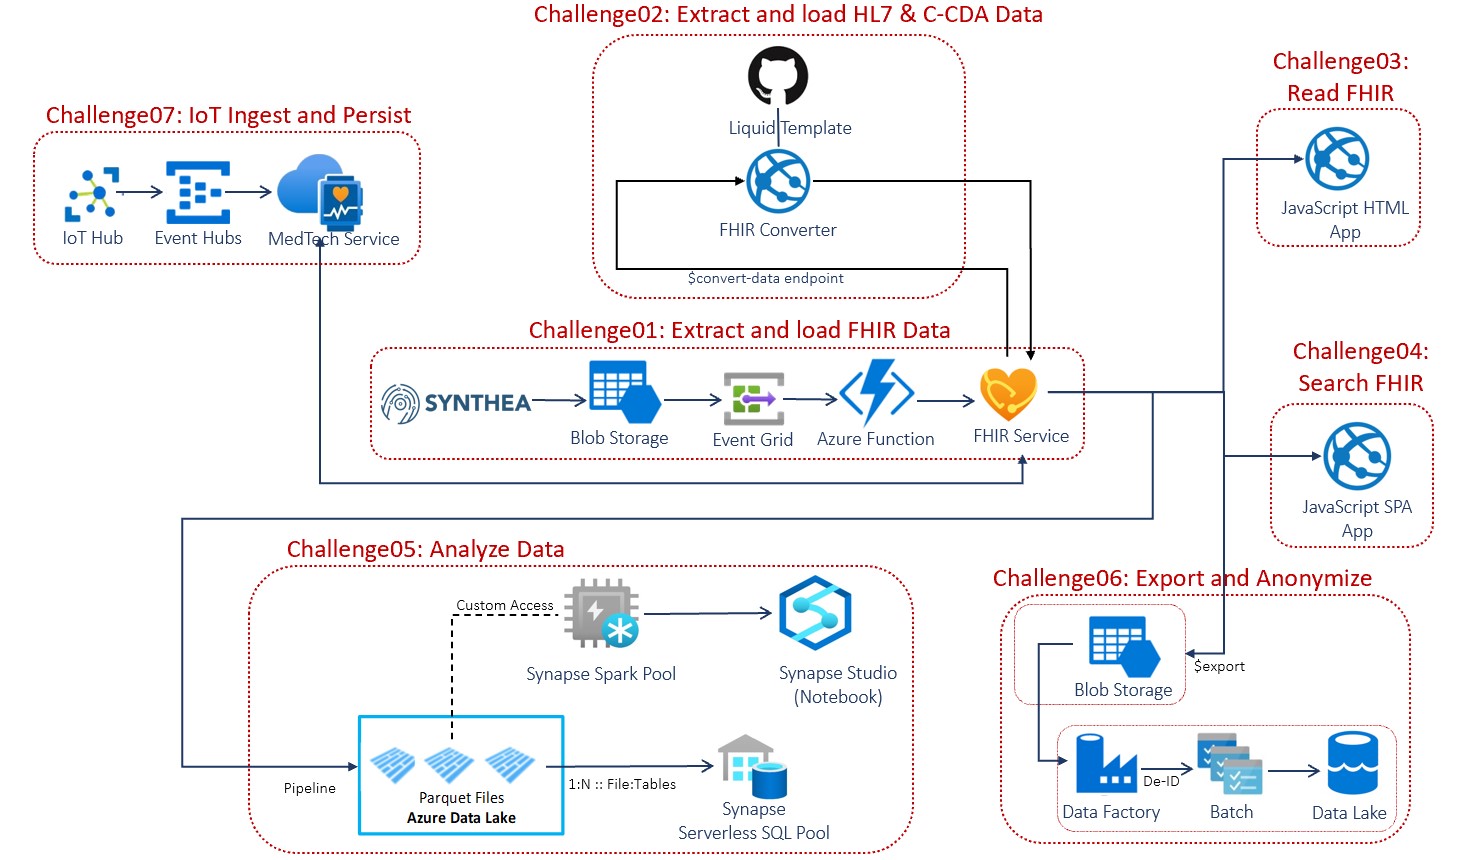 Challenge02: Extract and load HL7 & C-CDA Data
Liquid Template
FHIR Converter
$convert-data endpoint
Challenge03:
Read FHIR
JavaScript HTML
App
Challenge07: IoT Ingest and Persist
IoT Hub
Event Hubs
MedTech Service
Challenge01: Extract and load FHIR Data
SYNTHEA
Blob Storage
Event Grid
Azure Function
FHIR Service
Challenge04:
Search FHIR
JavaScript SPA
App
Challenge05: Analyze Data
Custom Access
Synapse Spark Pool
Synapse Studio
(Notebook)
Pipeline
Parquet Files
Azure Data Lake
1:N :: File:Tables
Synapse
Serverless SQL Pool
Challenge06: Export and Anonymize
Blob Storage
$export
Data Factory
De-ID
Batch
Data Lake